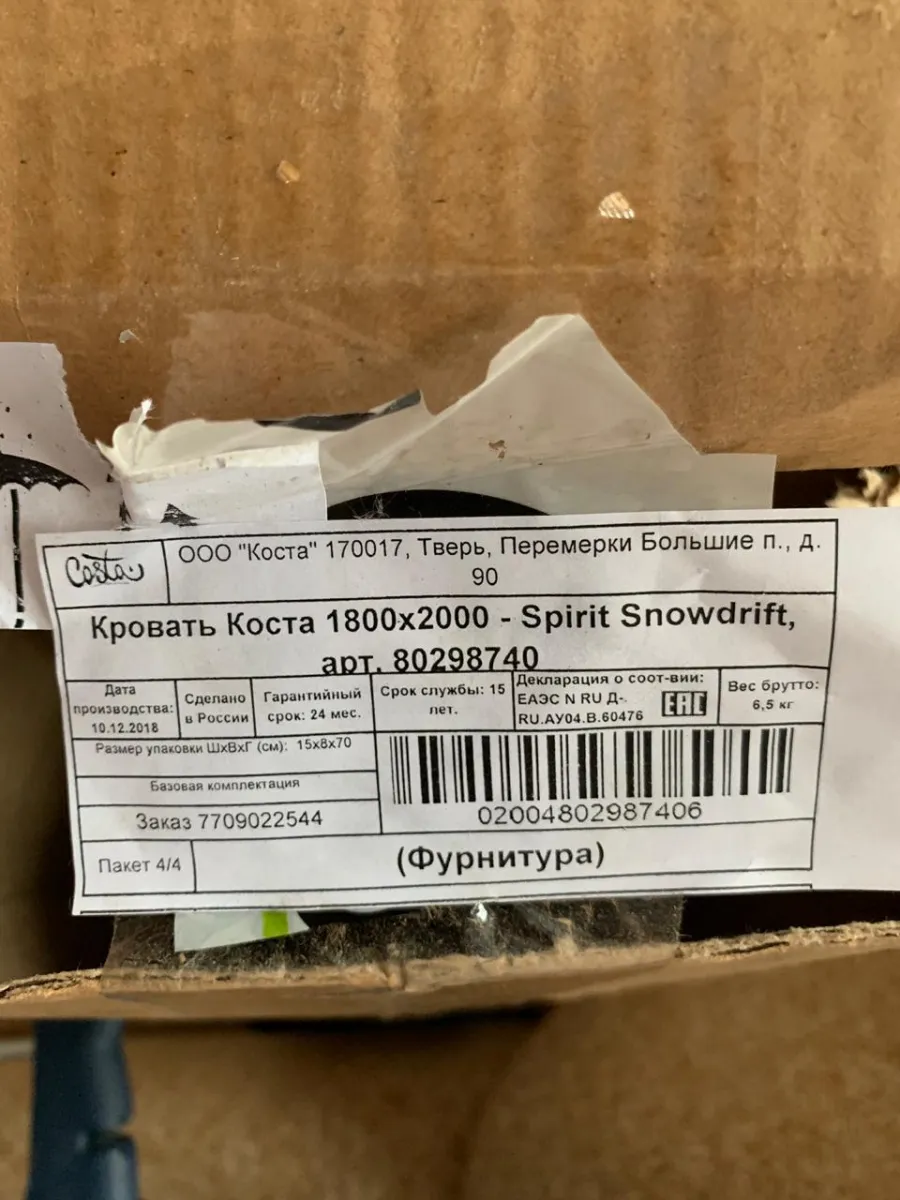 Costa
ООО "Коста" 170017, Тверь, Перемерки Большие п., д.
90
Кровать Коста 1800x2000 - Spirit Snowdrift,
арт. 80298740
Дата
производства:
10.12.2018
Сделано
в России
Гарантийный
срок: 24 мес.
Срок службы: 15
лет.
Декларация о соот-вии:
ЕАЭС N RU Д-.
RU.АУ04.В.60476
EAC
Вес брутто:
6,5 кг
Размер упаковки ШхВхГ (см): 15x8x70
Базовая комплектация
Заказ 7709022544
02004802987406
Пакет 4/4
(Фурнитура)